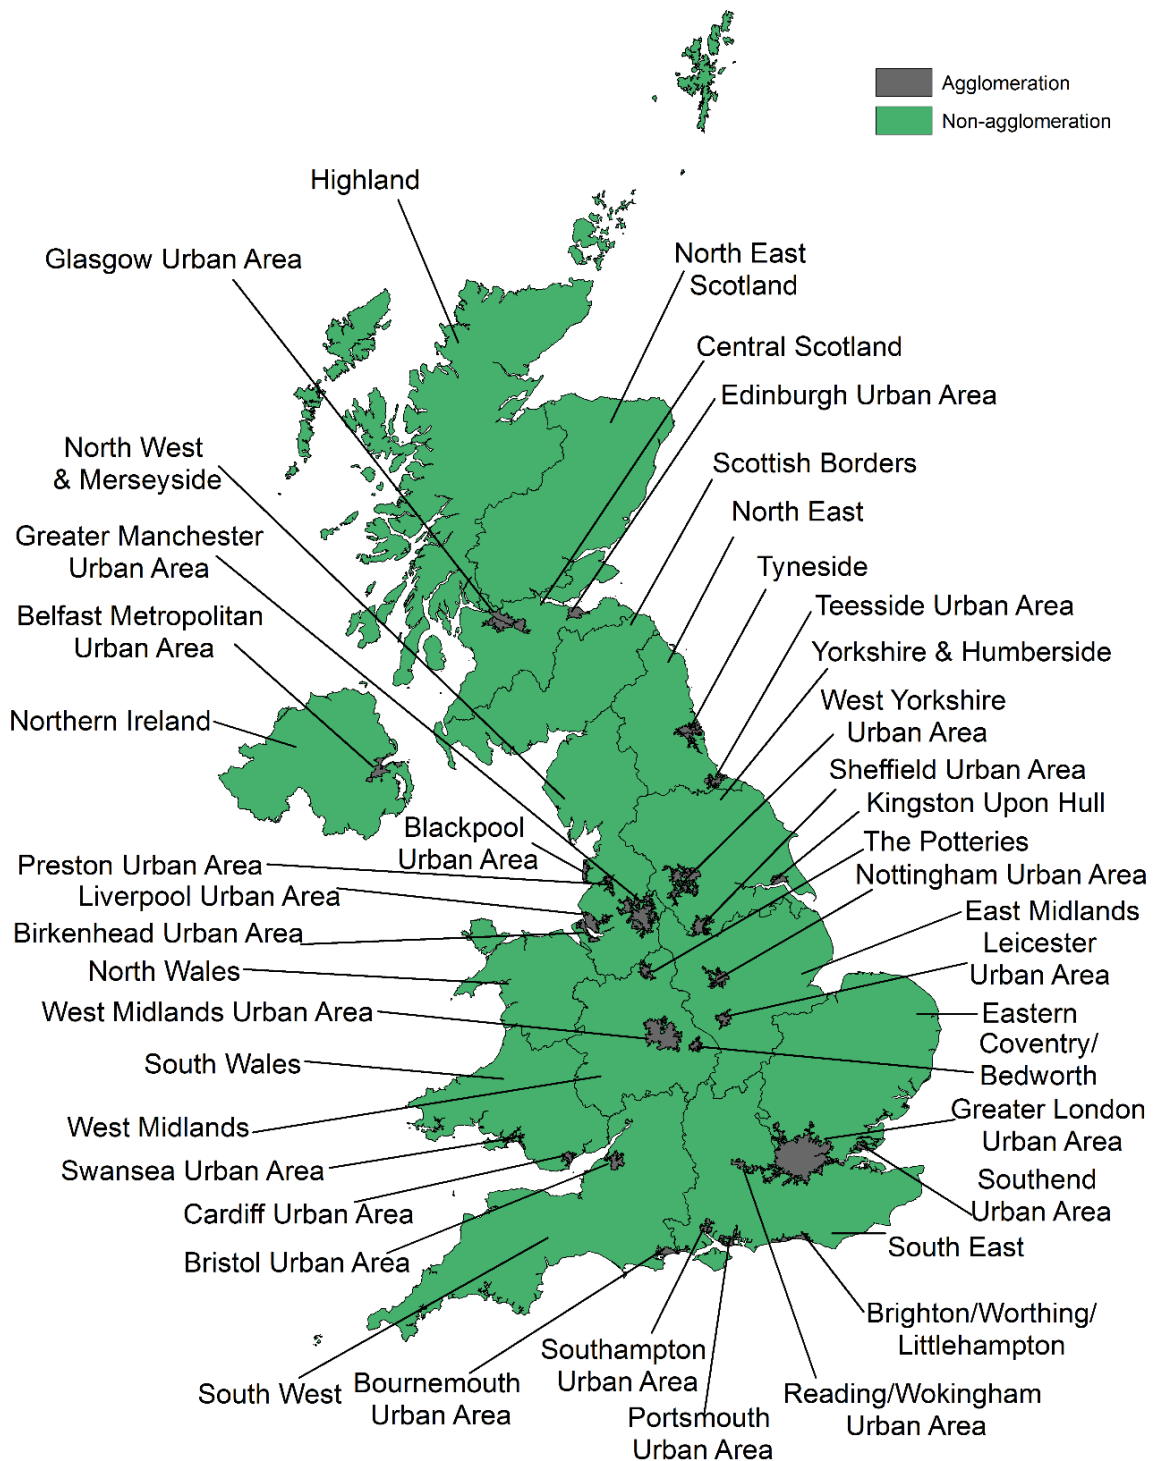 Agglomeration
Non-agglomeration
Highland
Glasgow Urban Area
North East
Scotland
Central Scotland
Edinburgh Urban Area
North West
& Merseyside
Scottish Borders
North East
Greater Manchester
Urban Area
Tyneside
Belfast Metropolitan
Urban Area
Teesside Urban Area
Yorkshire & Humberside
West Yorkshire
Urban Area
Northern Ireland
Sheffield Urban Area
Kingston Upon Hull
Blackpool
Urban Area
The Potteries
Preston Urban Area
Nottingham Urban Area
Liverpool Urban Area
East Midlands
Birkenhead Urban Area
Leicester
Urban Area
North Wales
West Midlands Urban Area
Eastern
Coventry/
Bedworth
South Wales
Greater London
Urban Area
West Midlands
Swansea Urban Area
Southend
Urban Area
Cardiff Urban Area
South East
Bristol Urban Area
Brighton/Worthing/
Littlehampton
Southampton
Urban Area
South West
Bournemouth
Urban Area
Reading/Wokingham
Urban Area
Portsmouth
Urban Area